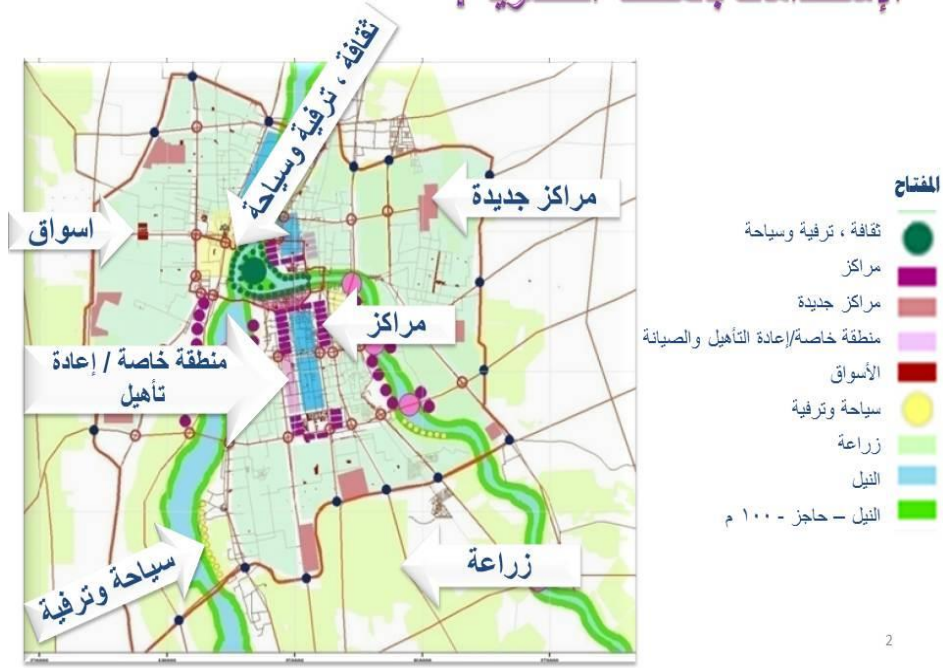 ثقافة ، ترفية وسياحة
مراكز جديدة
اسواق
مراكز
منطقة خاصة / إعادة
تأهيل
سياحة وترفية
زراعة
المفتاح
ثقافة ، ترفية وسياحة
مراكز
مراكز جديدة
منطقة خاصة/إعادة التأهيل والصيانة
الأسواق
سياحة وترفية
زراعة
النيل
النيل – حاجز - ١٠٠ م
2